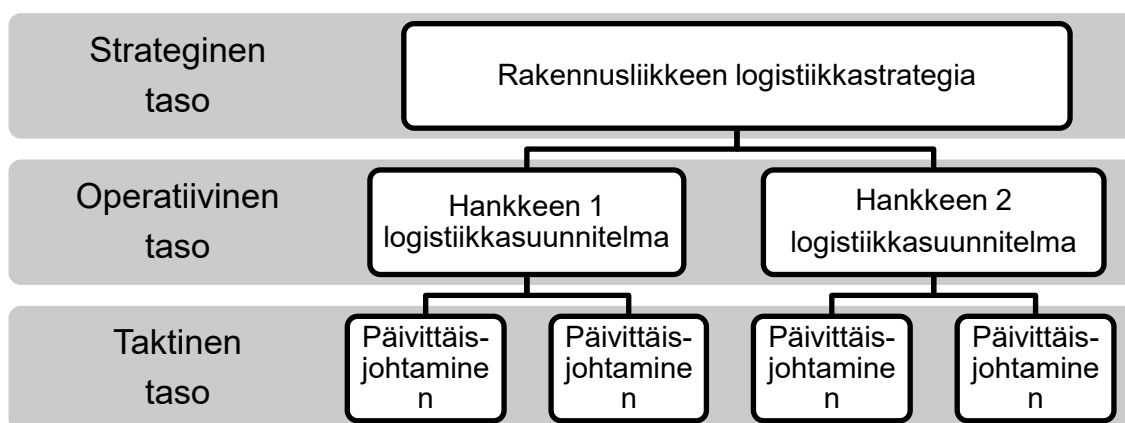 Strateginen
taso
Rakennusliikkeen logistiikkastrategia
Operatiivinen
taso
Hankkeen 1
logistiikkasuunnitelma
Hankkeen 2
logistiikkasuunnitelma
Taktinen
taso
Päivittäis-
johtamine
n
Päivittäis-
johtamine
n
Päivittäis-
johtamine
n
Päivittäis-
johtamine
n